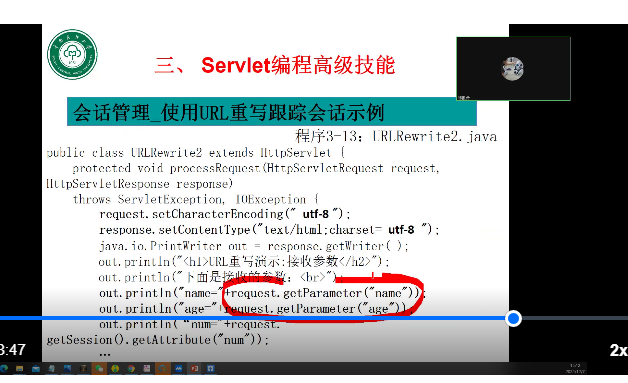 三、 Servlet编程高级技能
会话管理_使用URL重写跟踪会话示例
程序3-13：URLRewrite2.java
public class URLRewrite2 extends HttpServlet {
protected void processRequest(HttpServletRequest request,
HttpServletResponse response)
throws ServletException, IOException {
request.setCharacterEncoding(" utf-8 ");
response.setContentType("text/html;charset= utf-8 ");
java.io.PrintWriter out = response.getWriter( );
out.println("<h1>URL重写演示:接收参数</h2>");
out.println("下面是接收的参数: <br>");
out.println("name="+request.getParameter("name"));
out.println("age="+request.getParameter("age"))
out.println( "num="+request.
getSession().getAttribute("num"));
…
3:47
2x